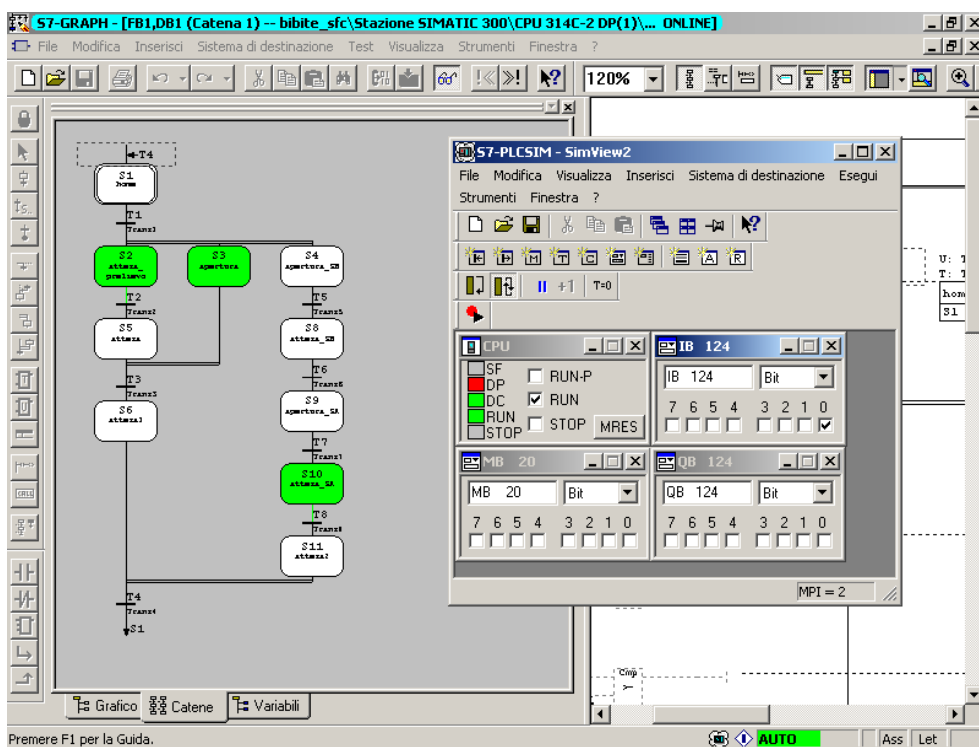 S7-GRAPH - [FB1,DB1 (Catena 1) -- bibite_sfc\Stazione SIMATIC 300\CPU 314C-2 DP(1)\... ONLINE]
File Modifica Inserisci Sistema di destinazione Test Visualizza Strumenti Finestra ?
120%
T4
S1
home
T1
Tranz1
S2
attesa_
prelievo
S3
apertura
S4
apertura_SB
T2
Tranz2
T5
Tranz5
S5
attesa
S8
attesa_SB
T3
Tranz3
T6
Tranz6
S6
attesa1
S9
apertura_SA
T7
Tranz7
S10
attesa_SA
T8
Tranz8
S11
attesa2
T4
Tranz4
S1
S7-PLCSIM - SimView2
File Modifica Visualizza Inserisci Sistema di destinazione Esegui
Strumenti Finestra ?
+1 T=0
CPU
SF
DP
DC
RUN
STOP
RUN-P
RUN
STOP MRES
IB 124
IB 124 Bit
7 6 5 4 3 2 1 0
MB 20
MB 20 Bit
7 6 5 4 3 2 1 0
QB 124
QB 124 Bit
7 6 5 4 3 2 1 0
MPI = 2
U: T
T: T
hom
S1
Cmp
Grafico Catene Variabili
Premere F1 per la Guida.
AUTO Ass Let